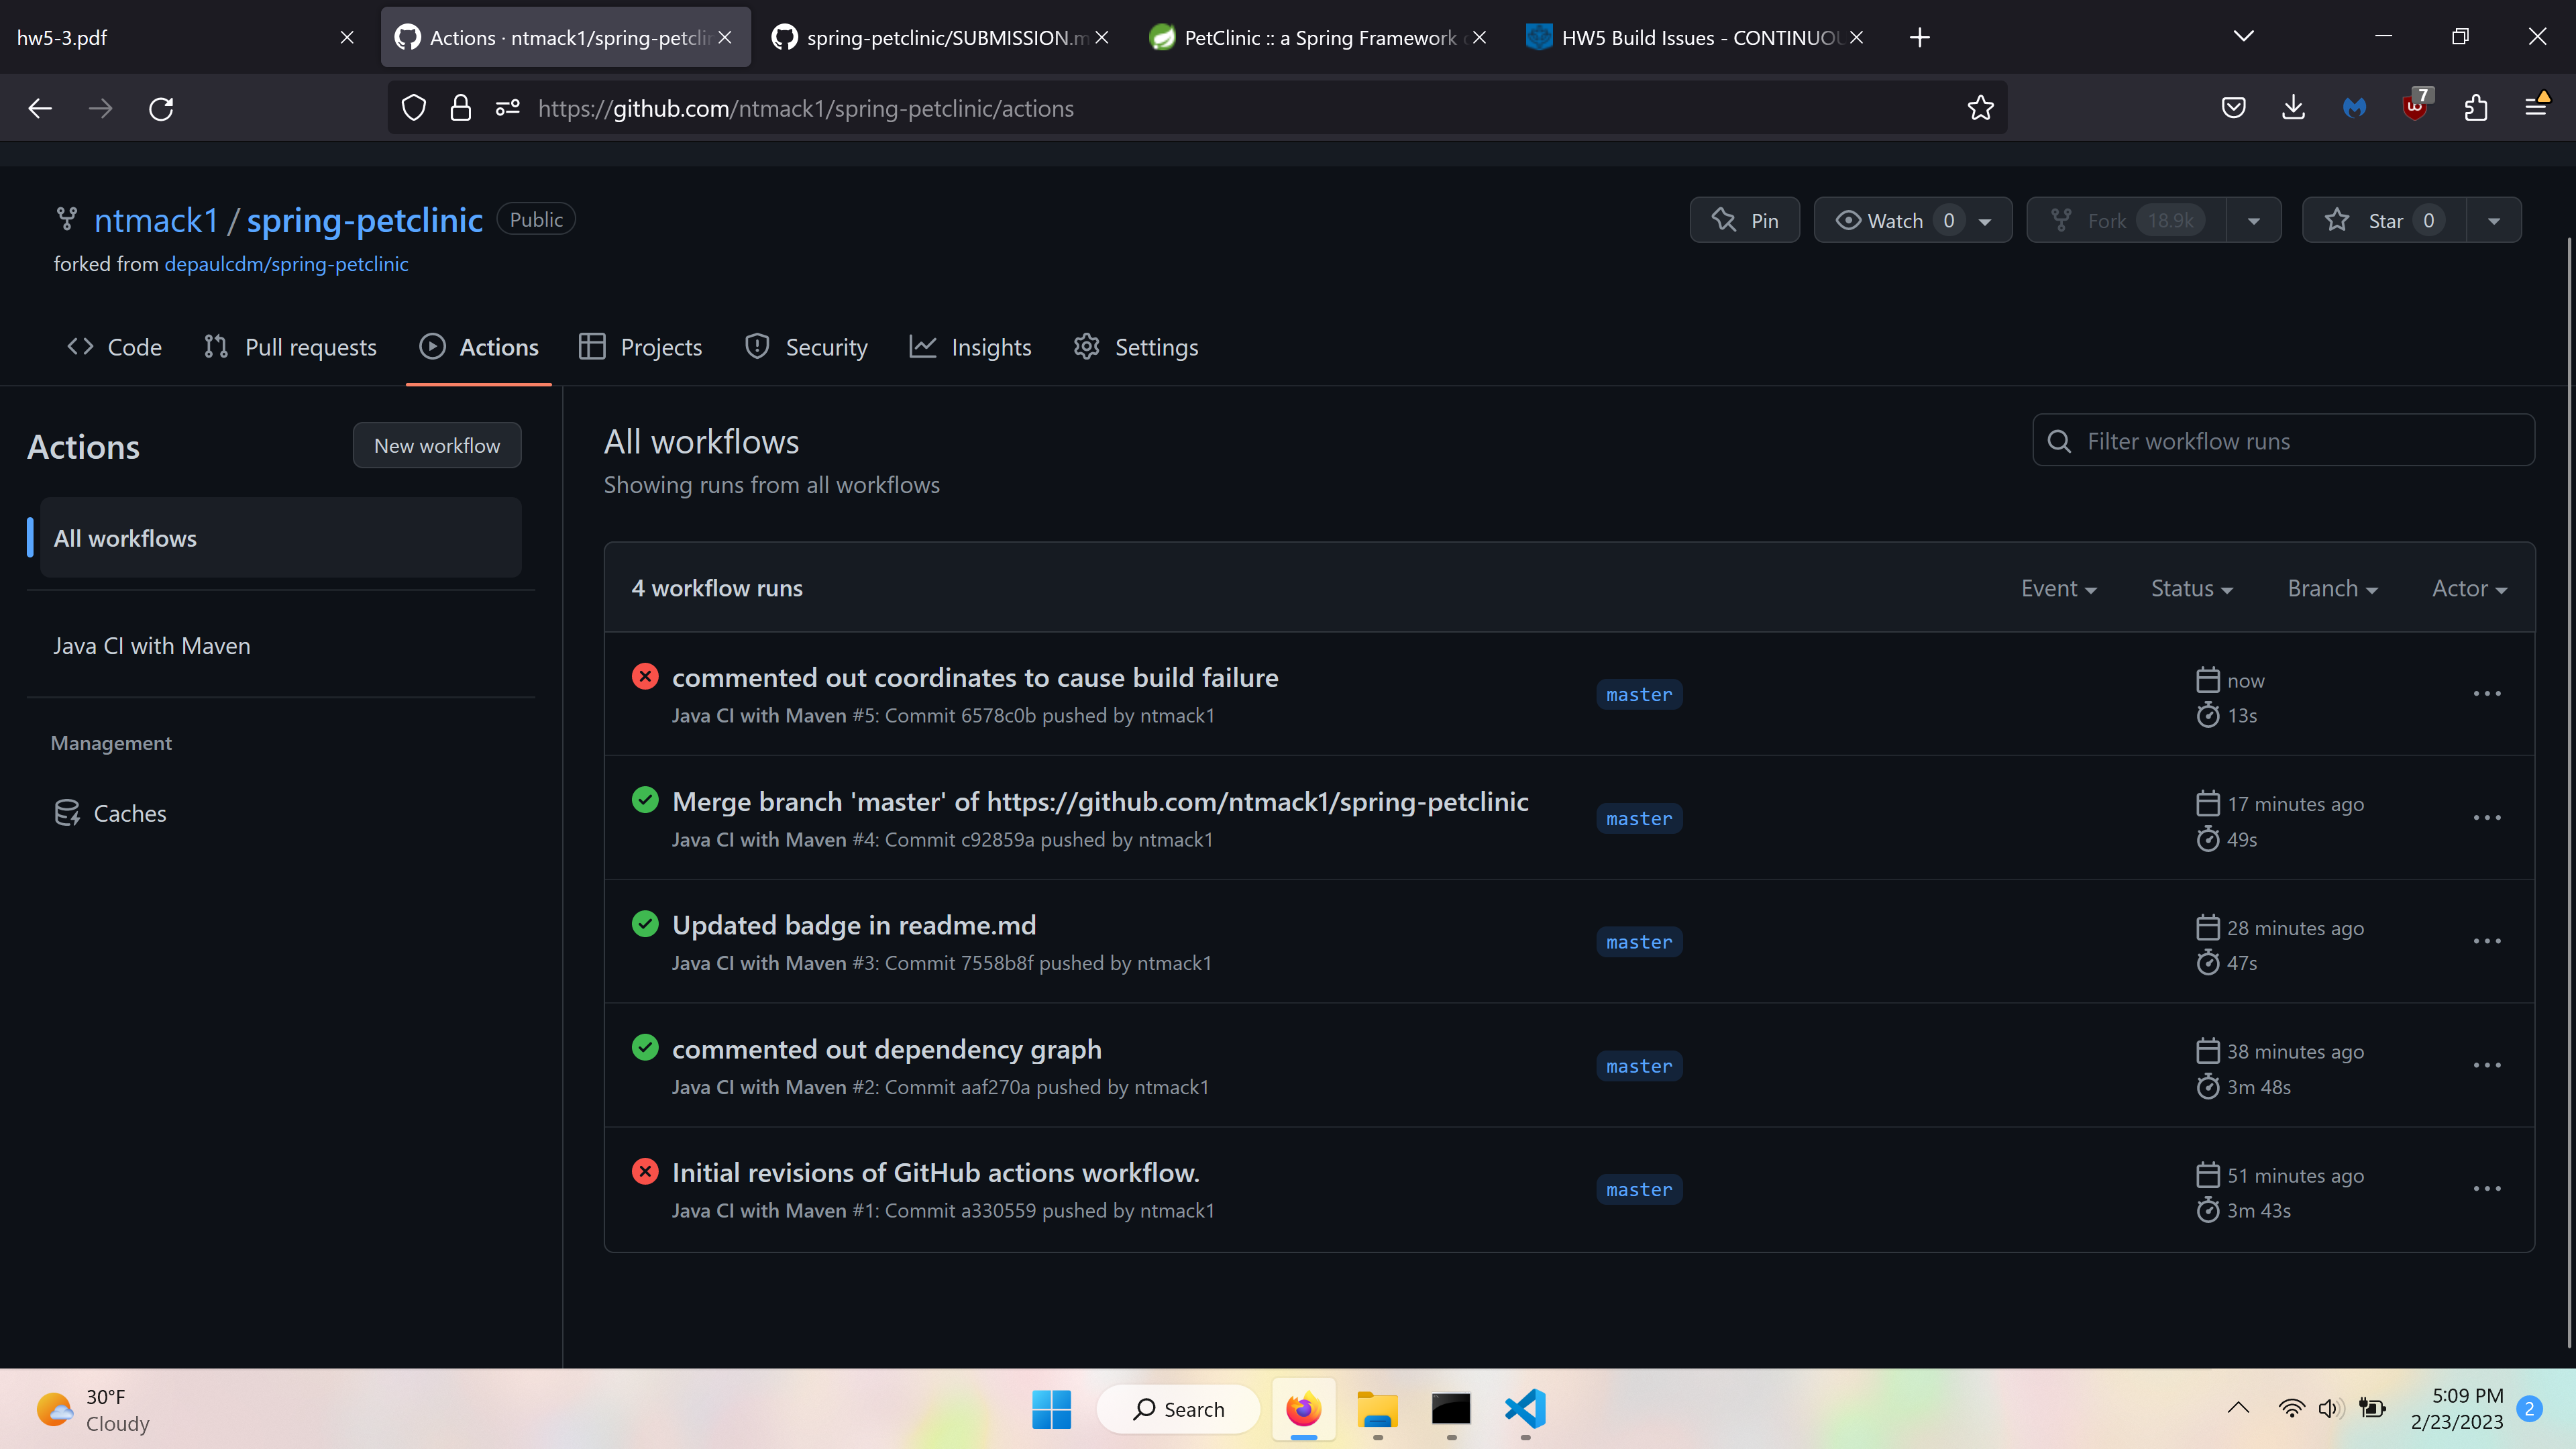 hw5-3.pdf
Actions · ntmack1/spring-petclin
spring-petclinic/SUBMISSION.m
PetClinic :: a Spring Framework
HW5 Build Issues - CONTINUOU
https://github.com/ntmack1/spring-petclinic/actions
7
ntmack1 / spring-petclinic Public
forked from depaulcdm/spring-petclinic
Pin
Watch 0
Fork 18.9k
Star 0
Code
Pull requests
Actions
Projects
Security
Insights
Settings
Actions
New workflow
All workflows
Java CI with Maven
Management
Caches
All workflows
Showing runs from all workflows
Filter workflow runs
4 workflow runs
Event
Status
Branch
Actor
commented out coordinates to cause build failure
Java CI with Maven #5: Commit 6578c0b pushed by ntmack1
master
now
13s
Merge branch 'master' of https://github.com/ntmack1/spring-petclinic
Java CI with Maven #4: Commit c92859a pushed by ntmack1
master
17 minutes ago
49s
Updated badge in readme.md
Java CI with Maven #3: Commit 7558b8f pushed by ntmack1
master
28 minutes ago
47s
commented out dependency graph
Java CI with Maven #2: Commit aaf270a pushed by ntmack1
master
38 minutes ago
3m 48s
Initial revisions of GitHub actions workflow.
Java CI with Maven #1: Commit a330559 pushed by ntmack1
master
51 minutes ago
3m 43s
30°F
Cloudy
Search
5:09 PM
2/23/2023
2